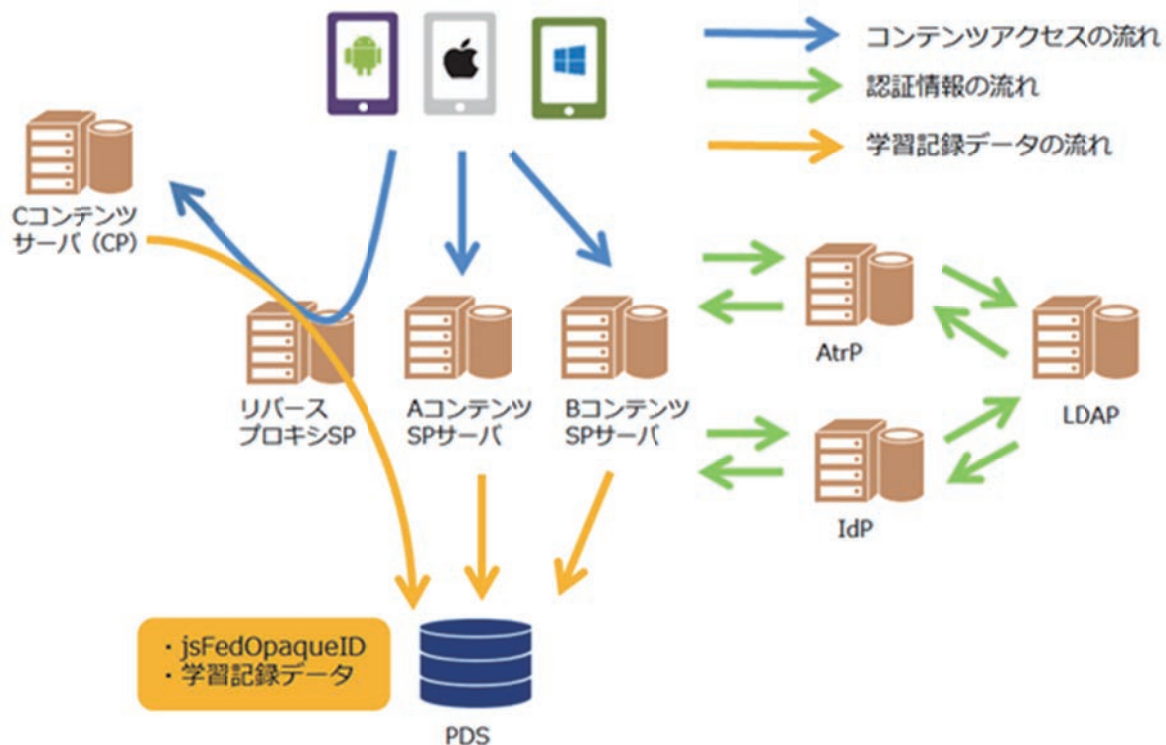 コンテンツアクセスの流れ
認証情報の流れ
学習記録データの流れ
Cコンテンツ
サーバ（CP）
リバース
プロキシSP
Aコンテンツ
SPサーバ
Bコンテンツ
SPサーバ
AtrP
LDAP
IdP
・jsFedOpaqueID
・学習記録データ
PDS